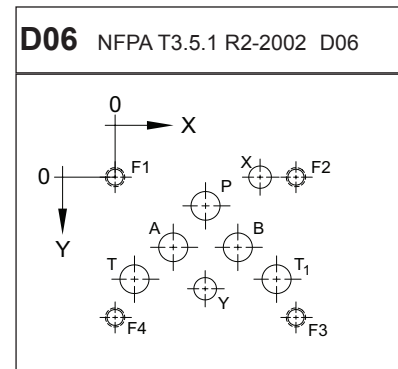 D06 NFPA T3.5.1 R2-2002 D06
0
X
0
F1
X
F2
P
Y
A
B
T
T1
Y
F4
F3